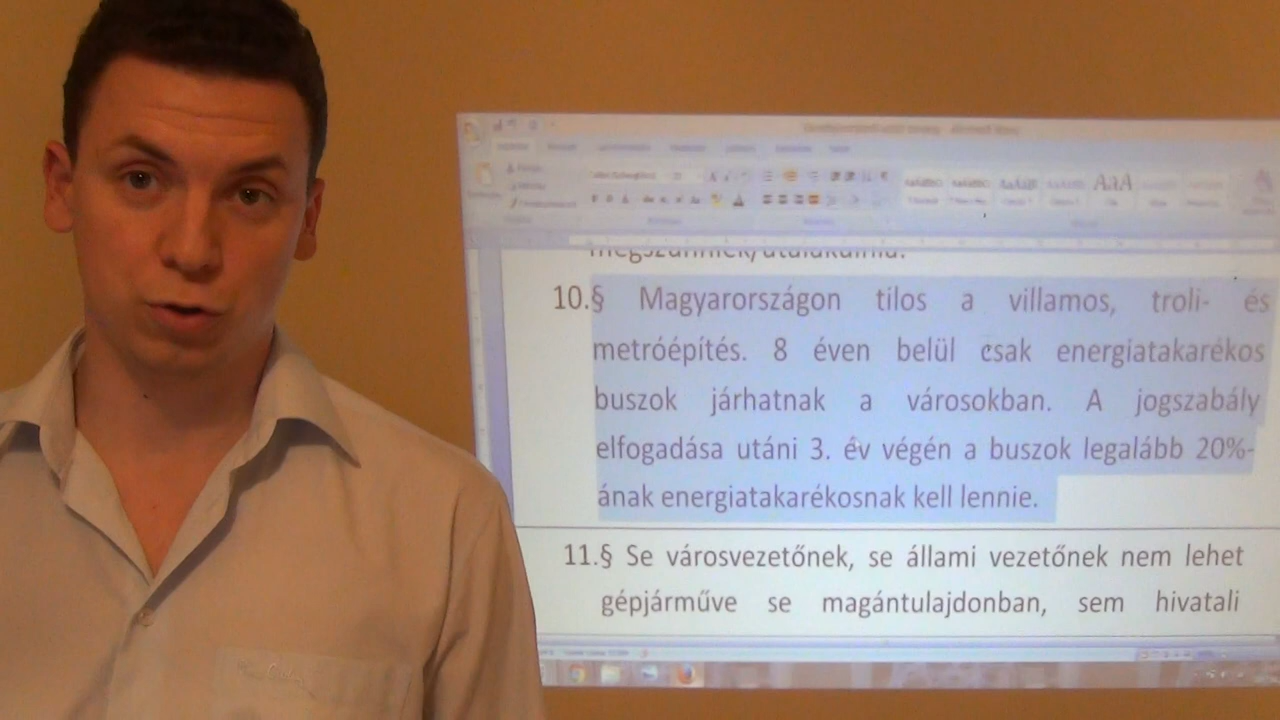 10.§ Magyarországon tilos a villamos, troli- és
metróépítés. 8 éven belül csak energiatakarékos
buszok járhatnak a városokban. A jogszabály
elfogadása utáni 3. év végén a buszok legalább 20%-
ának energiatakarékosnak kell lennie.
11.§ Se városvezetőnek, se állami vezetőnek nem lehet
gépjárműve se magántulajdonban, sem hivatali